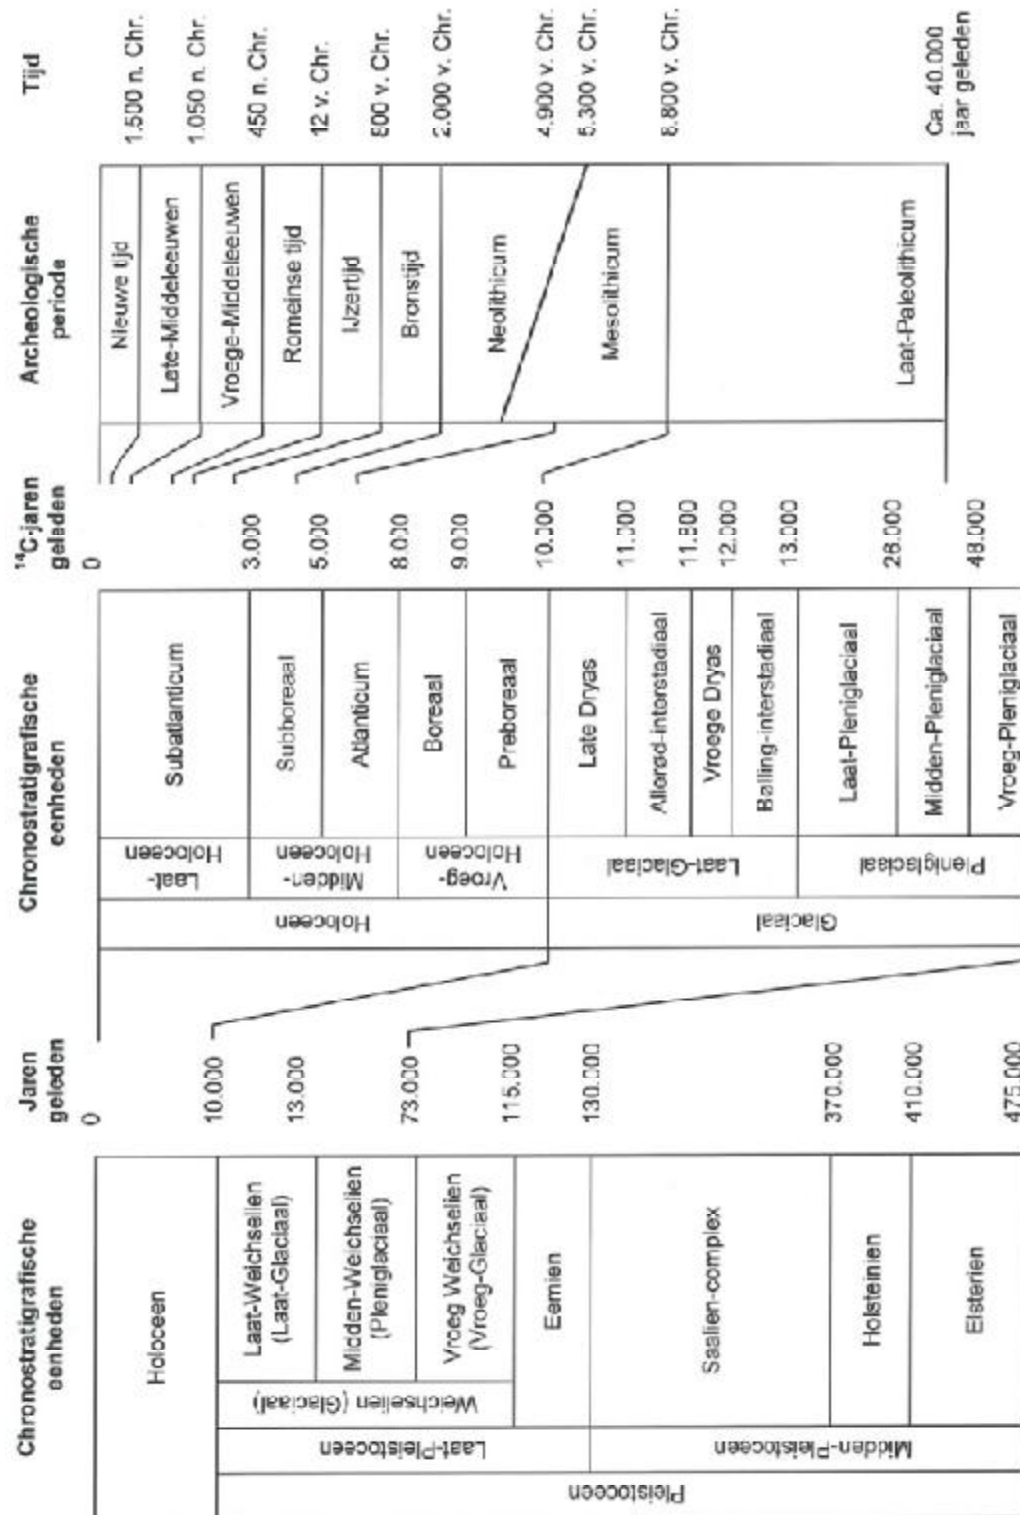 Chronostratigrafische
eenheden
Jaren
geleden
Chronostratigrafische
eenheden
¹⁴C-jaren
geleden
Archeologische
periode
Tijd
Pleistoceen
Laat-Pleistoceen
Midden-Pleistoceen
Weichselien (Glaciaal)
Holoceen
Laat-Weichselien
(Laat-Glaciaal)
Midden-Weichselien
(Pleniglaciaal)
Vroeg Weichselien
(Vroeg-Glaciaal)
Eemien
Saalien-complex
Holsteinien
Elsterien
0
10.000
13.000
73.000
115.000
130.000
370.000
410.000
475.000
Holoceen
Glaciaal
Laat-
Holoceen
Midden-
Holoceen
Vroeg-
Holoceen
Laat-Glaciaal
Pleniglaciaal
Subatlanticum
Subboreaal
Atlanticum
Boreaal
Preboreaal
Late Dryas
Allerød-interstadiaal
Vroege Dryas
Bølling-interstadiaal
Laat-Pleniglaciaal
Midden-Pleniglaciaal
Vroeg-Pleniglaciaal
0
3.000
5.000
8.000
9.000
10.000
11.000
11.800
12.000
13.000
26.000
48.000
Nieuwe tijd
Late-Middeleeuwen
Vroege-Middeleeuwen
Romeinse tijd
IJzertijd
Bronstijd
Neolithicum
Mesolithicum
Laat-Paleolithicum
1.500 n. Chr.
1.050 n. Chr.
450 n. Chr.
12 v. Chr.
800 v. Chr.
2.000 v. Chr.
4.900 v. Chr.
5.300 v. Chr.
8.800 v. Chr.
Ca. 40.000
jaar geleden